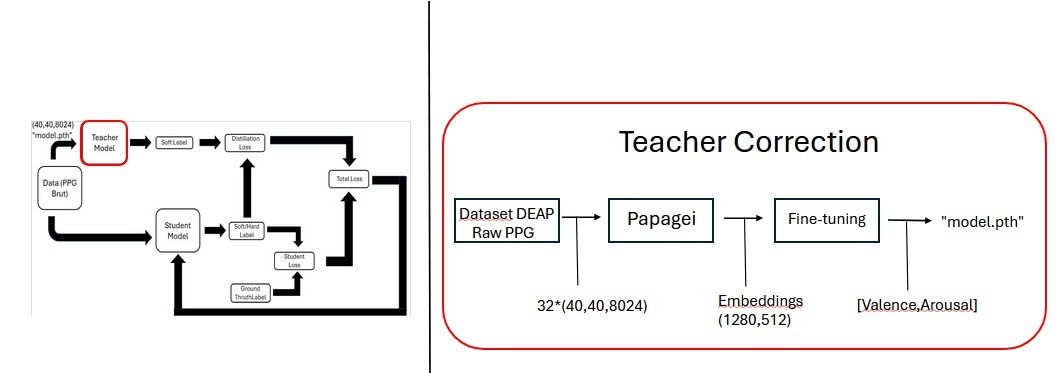 (40,40,8024)
"model.pth"
Teacher
Model
Soft Label
Distillation
Loss
Data (PPG
Brut)
Total Loss
Student
Model
Soft/Hard
Label
Student
Loss
Ground
ThruthLabel
Teacher Correction
Dataset DEAP
Raw PPG
Papagei
Fine-tuning
"model.pth"
32*(40,40,8024)
Embeddings
(1280,512)
[Valence,Arousal]